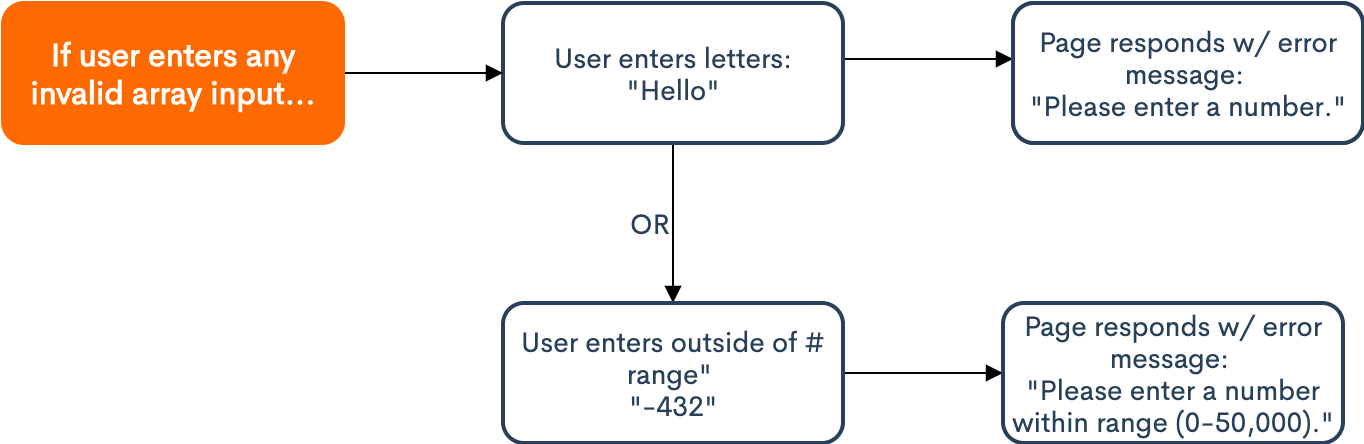 If user enters any
invalid array input...
User enters letters:
"Hello"
Page responds w/ error
message:
"Please enter a number."
OR
User enters outside of #
range"
"-432"
Page responds w/ error
message:
"Please enter a number
within range (0-50,000)."